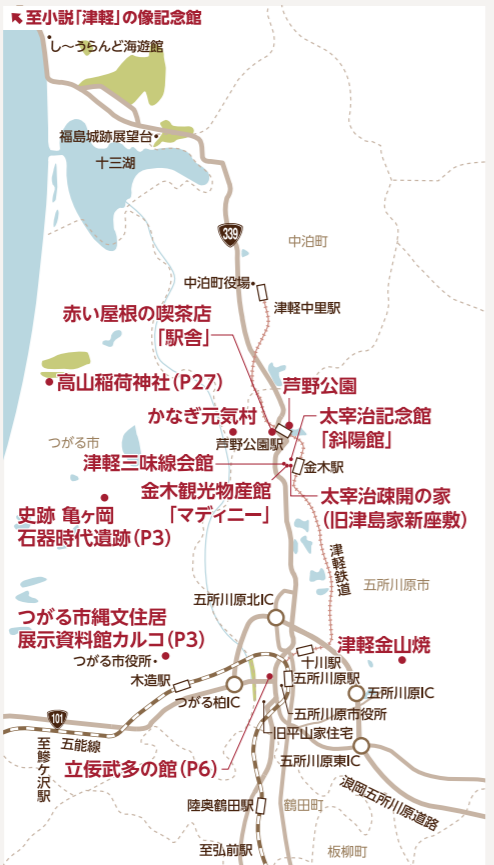 至小説「津軽」の像記念館
し〜うらんど海遊館
福島城跡展望台
十三湖
339
中泊町
中泊町役場
津軽中里駅
赤い屋根の喫茶店
「駅舎」
高山稲荷神社(P27)
芦野公園
かなぎ元気村
太宰治記念館
「斜陽館」
芦野公園駅
つがる市
津軽三味線会館
金木駅
金木観光物産館
「マディニー」
太宰治疎開の家
(旧津島家新座敷)
史跡 亀ヶ岡
石器時代遺跡(P3)
津軽鉄道
五所川原市
五所川原北IC
つがる市縄文住居
展示資料館カルコ(P3)
津軽金山焼
つがる市役所
十川駅
木造駅
五所川原駅
つがる柏IC
五所川原IC
101
五所川原市役所
五能線
旧平山家住宅
至鰺ヶ沢駅
五所川原東IC
立佞武多の館(P6)
浪岡五所川原道路
陸奥鶴田駅
鶴田町
至弘前駅
板柳町